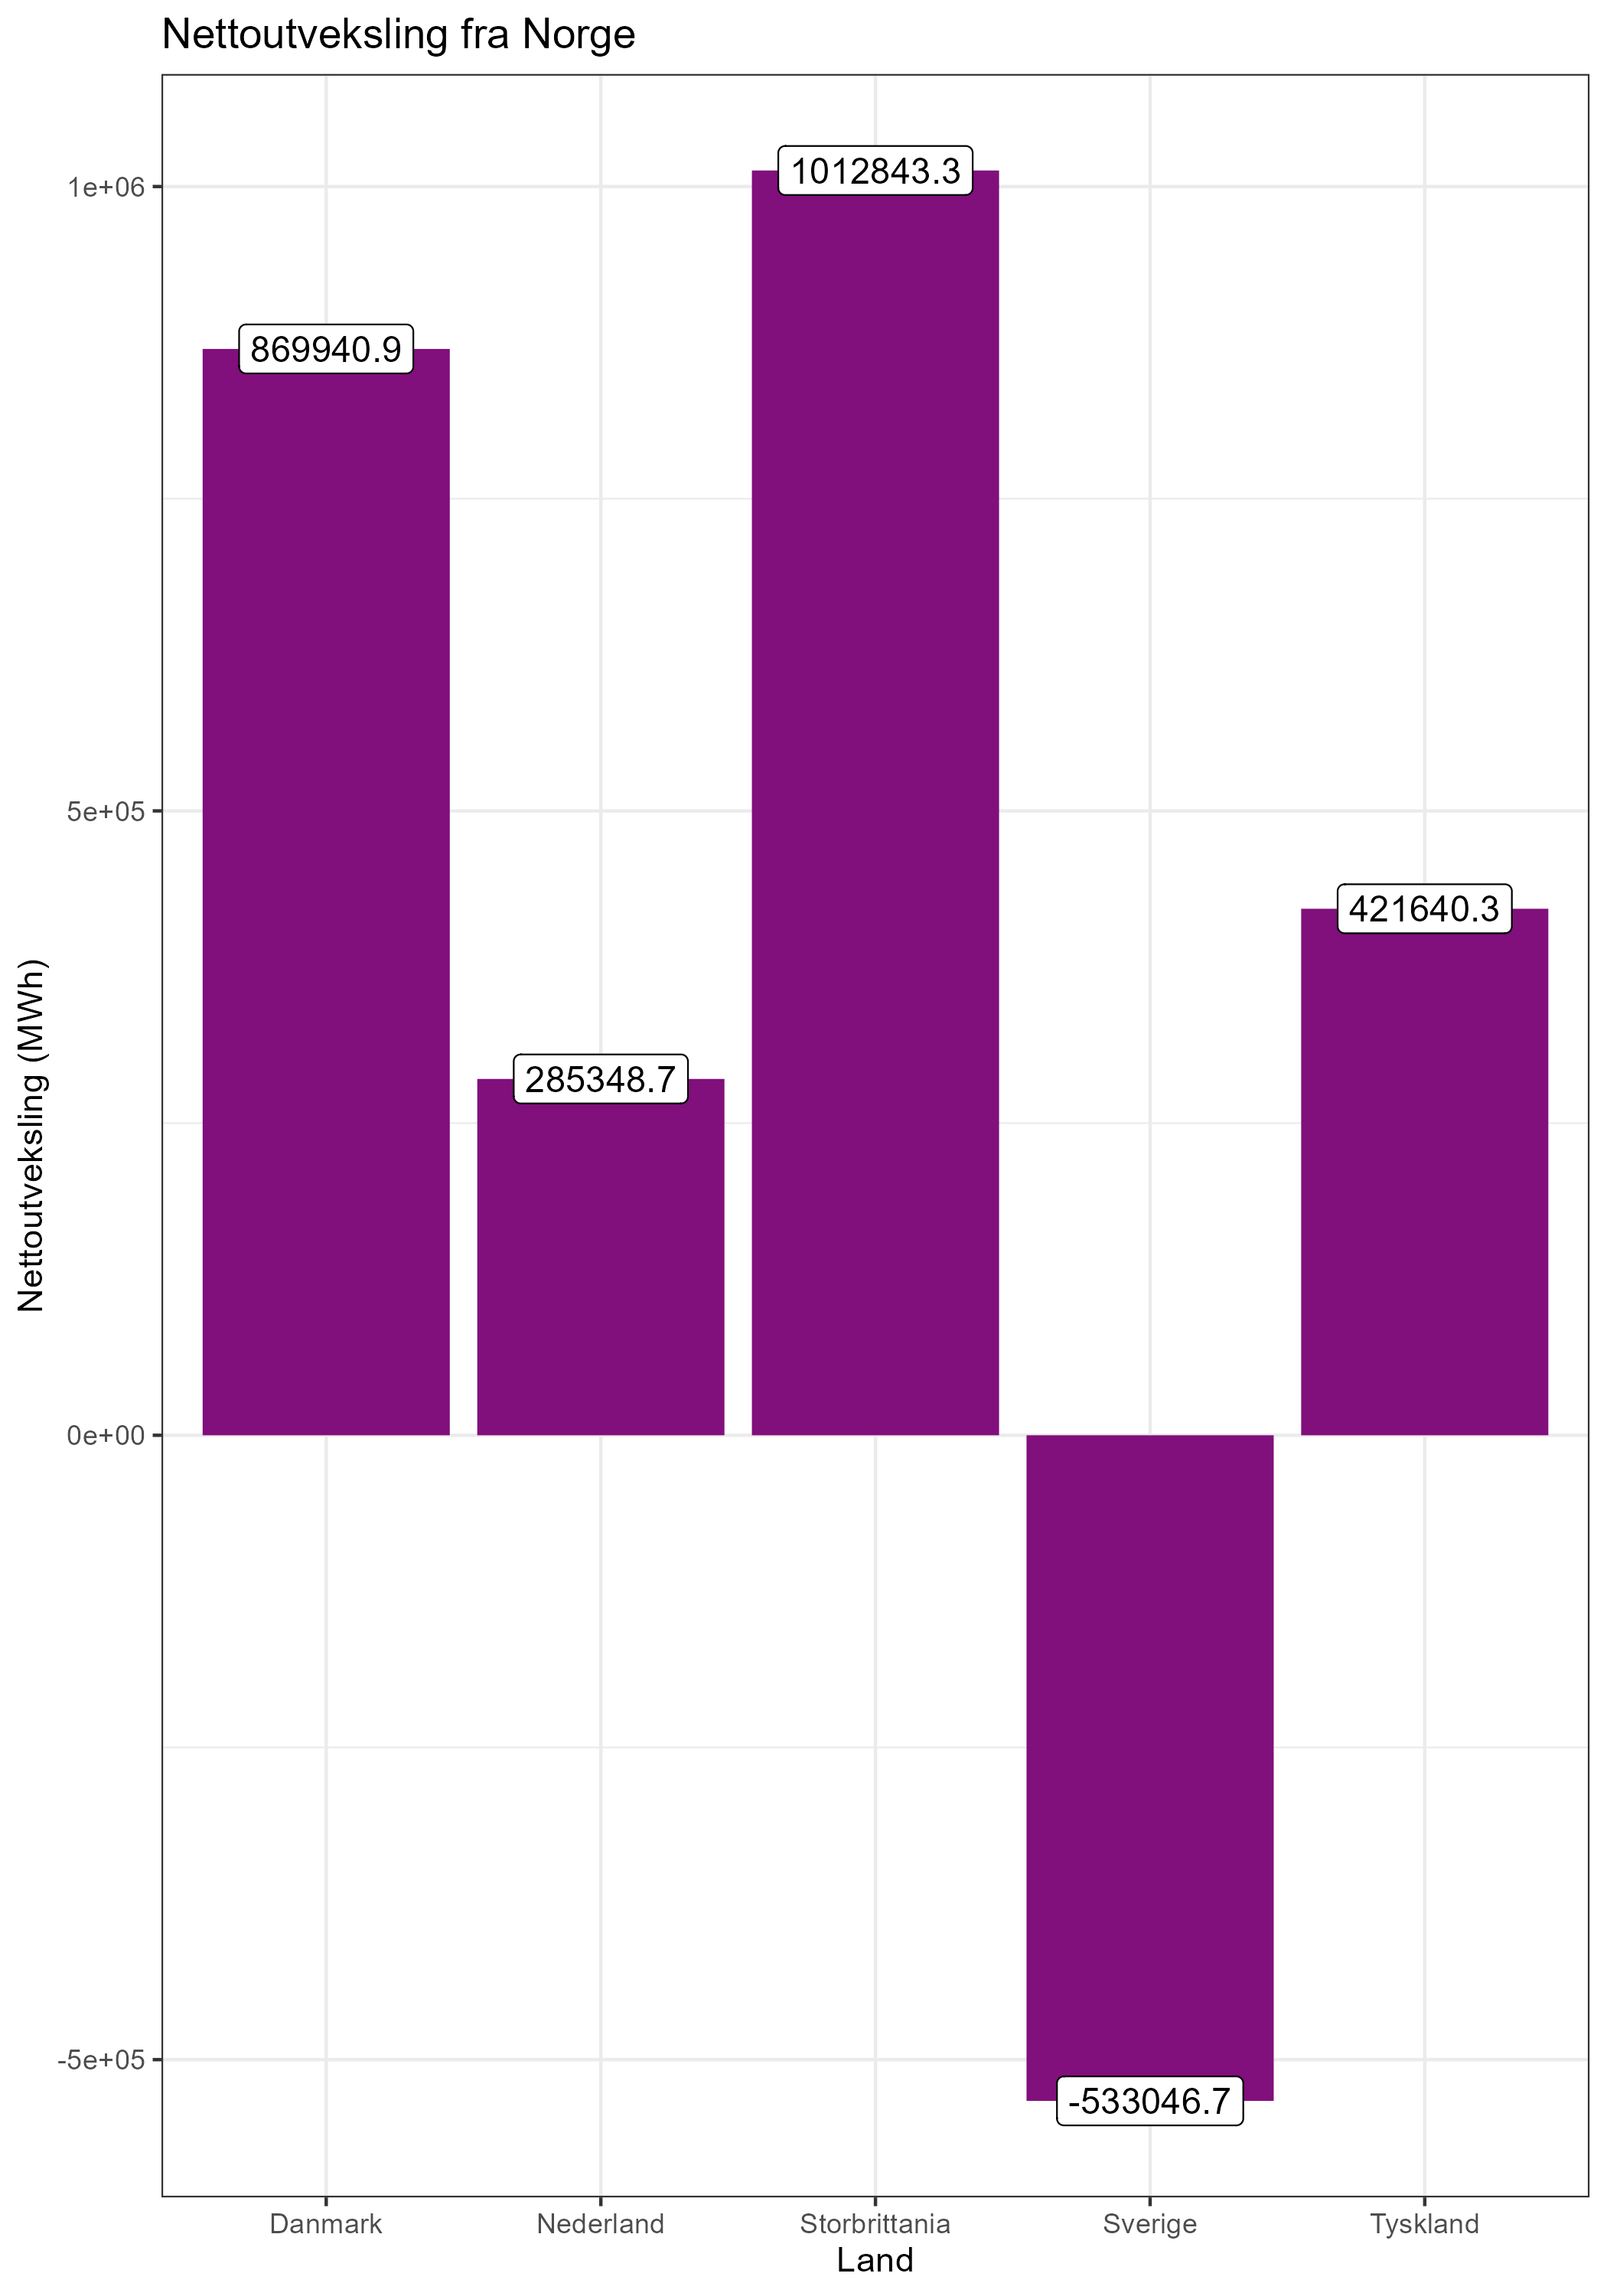 Nettoutveksling fra Norge
1e+06
5e+05
0e+00
-5e+05
Nettoutveksling (MWh)
869940.9
285348.7
1012843.3
-533046.7
421640.3
Danmark
Nederland
Storbrittania
Sverige
Tyskland
Land